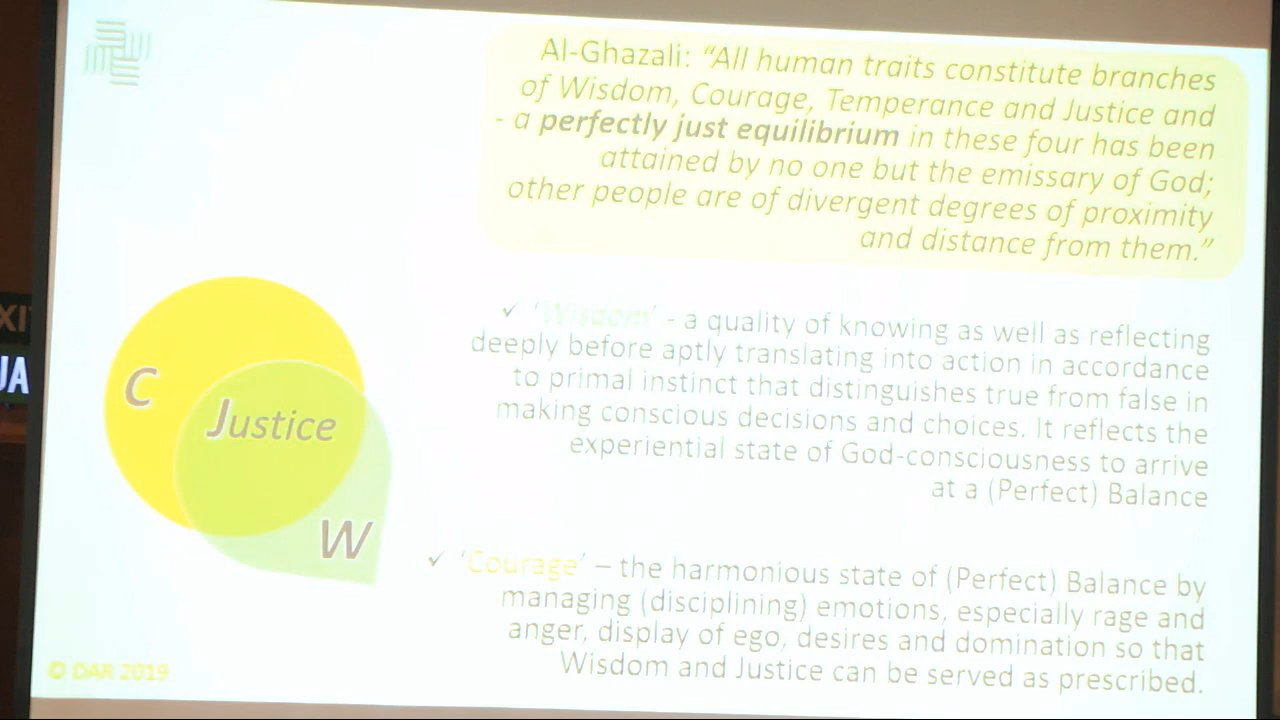 Al-Ghazali: “All human traits constitute branches
of Wisdom, Courage, Temperance and Justice and
- a perfectly just equilibrium in these four has been
attained by no one but the emissary of God;
other people are of divergent degrees of proximity
and distance from them.”
✓ ‘Wisdom’ - a quality of knowing as well as reflecting
deeply before aptly translating into action in accordance
to primal instinct that distinguishes true from false in
making conscious decisions and choices. It reflects the
experiential state of God-consciousness to arrive
at a (Perfect) Balance
✓ ‘Courage’ – the harmonious state of (Perfect) Balance by
managing (disciplining) emotions, especially rage and
anger, display of ego, desires and domination so that
Wisdom and Justice can be served as prescribed.
C
Justice
W
© DAR 2019
XIT
UA